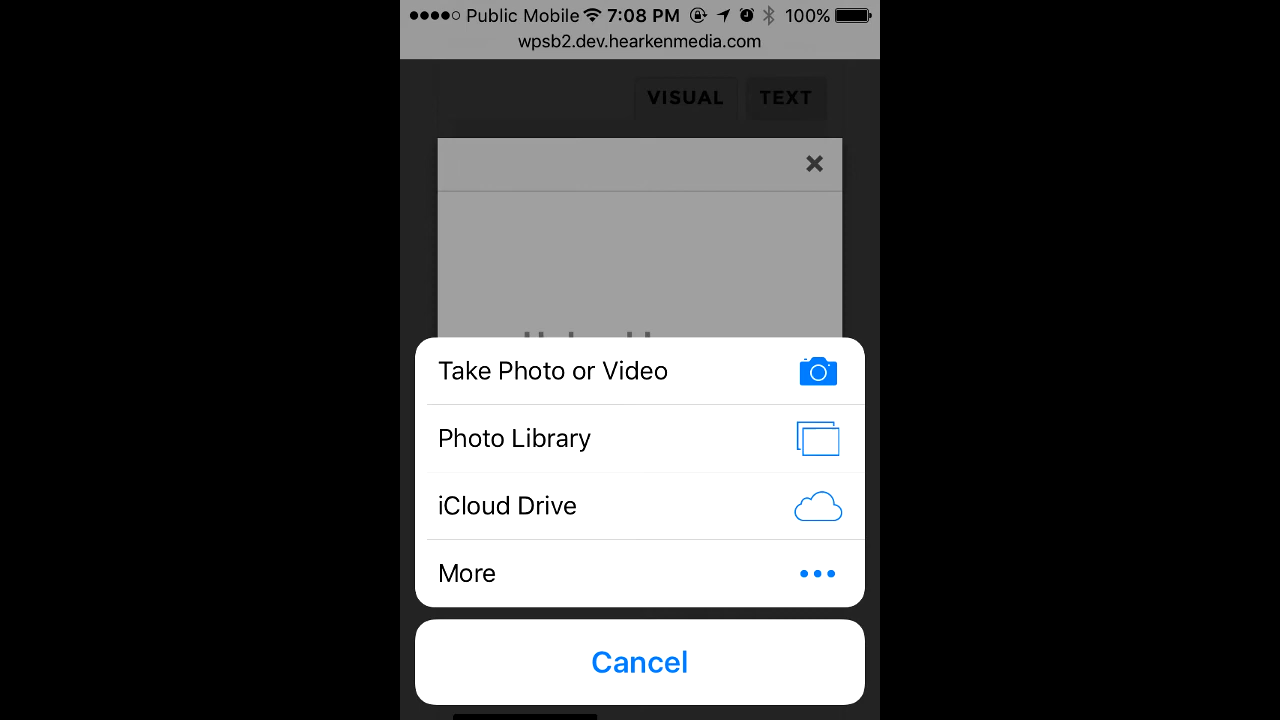 Public Mobile 7:08 PM 100%
wpsb2.dev.hearkenmedia.com
VISUAL TEXT
Take Photo or Video
Photo Library
iCloud Drive
More
Cancel